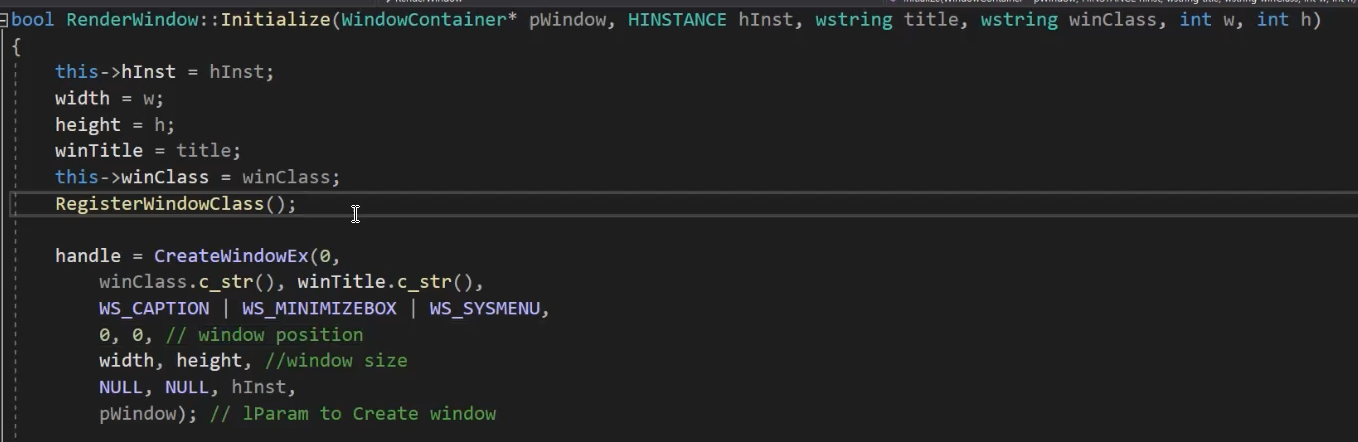 bool RenderWindow::Initialize(WindowContainer* pWindow, HINSTANCE hInst, wstring title, wstring winClass, int w, int h)
{
this->hInst = hInst;
width = w;
height = h;
winTitle = title;
this->winClass = winClass;
RegisterWindowClass();
handle = CreateWindowEx(0,
winClass.c_str(), winTitle.c_str(),
WS_CAPTION | WS_MINIMIZEBOX | WS_SYSMENU,
0, 0, // window position
width, height, //window size
NULL, NULL, hInst,
pWindow); // lParam to Create window